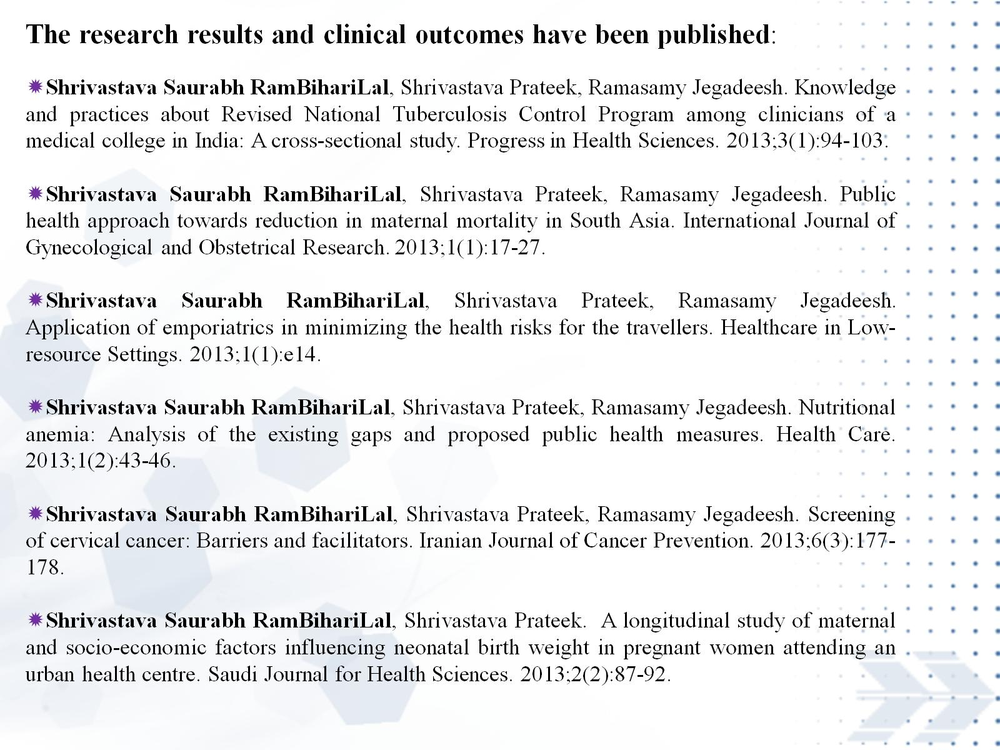 The research results and clinical outcomes have been published:
✹Shrivastava Saurabh RamBihariLal, Shrivastava Prateek, Ramasamy Jegadeesh. Knowledge
and practices about Revised National Tuberculosis Control Program among clinicians of a
medical college in India: A cross-sectional study. Progress in Health Sciences. 2013;3(1):94-103.
✹Shrivastava Saurabh RamBihariLal, Shrivastava Prateek, Ramasamy Jegadeesh. Public
health approach towards reduction in maternal mortality in South Asia. International Journal of
Gynecological and Obstetrical Research. 2013;1(1):17-27.
✹Shrivastava Saurabh RamBihariLal, Shrivastava Prateek, Ramasamy Jegadeesh.
Application of emporiatrics in minimizing the health risks for the travellers. Healthcare in Low-
resource Settings. 2013;1(1):e14.
✹Shrivastava Saurabh RamBihariLal, Shrivastava Prateek, Ramasamy Jegadeesh. Nutritional
anemia: Analysis of the existing gaps and proposed public health measures. Health Care.
2013;1(2):43-46.
✹Shrivastava Saurabh RamBihariLal, Shrivastava Prateek, Ramasamy Jegadeesh. Screening
of cervical cancer: Barriers and facilitators. Iranian Journal of Cancer Prevention. 2013;6(3):177-
178.
✹Shrivastava Saurabh RamBihariLal, Shrivastava Prateek. A longitudinal study of maternal
and socio-economic factors influencing neonatal birth weight in pregnant women attending an
urban health centre. Saudi Journal for Health Sciences. 2013;2(2):87-92.